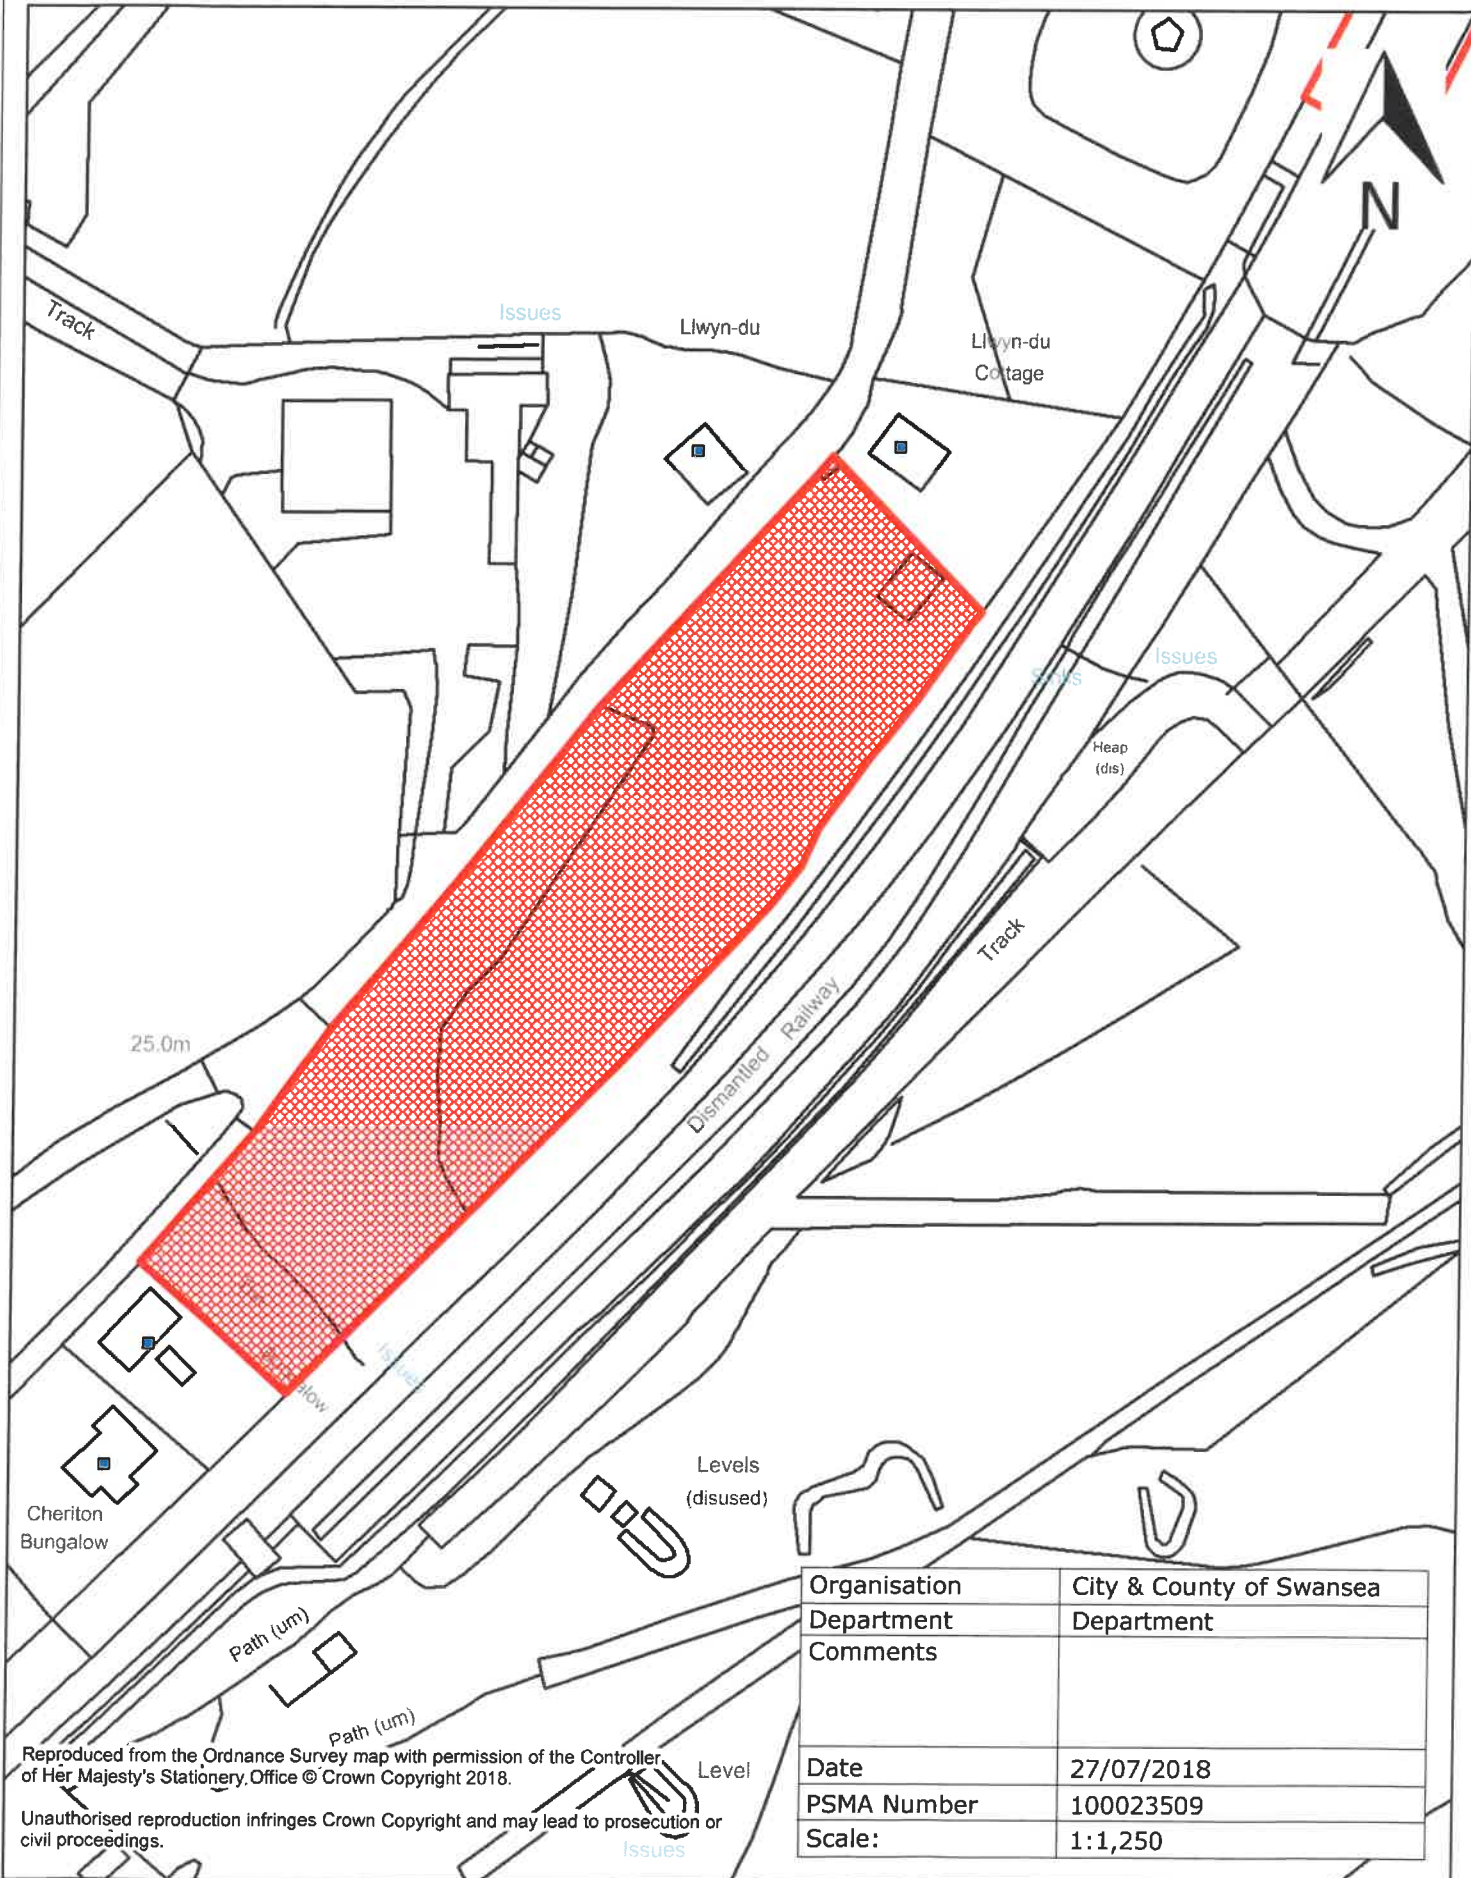 N
Track
Issues
Llwyn-du
Llwyn-du
Cottage
Issues
Sinks
Heap
(dis)
Track
25.0m
Dismantled Railway
Issues
Levels
(disused)
Cheriton
Bungalow
Path (um)
Path (um)
Level
Issues
Reproduced from the Ordnance Survey map with permission of the Controller
of Her Majesty's Stationery Office © Crown Copyright 2018.
Unauthorised reproduction infringes Crown Copyright and may lead to prosecution or
civil proceedings.
Organisation City & County of Swansea
Department Department
Comments
Date 27/07/2018
PSMA Number 100023509
Scale: 1:1,250